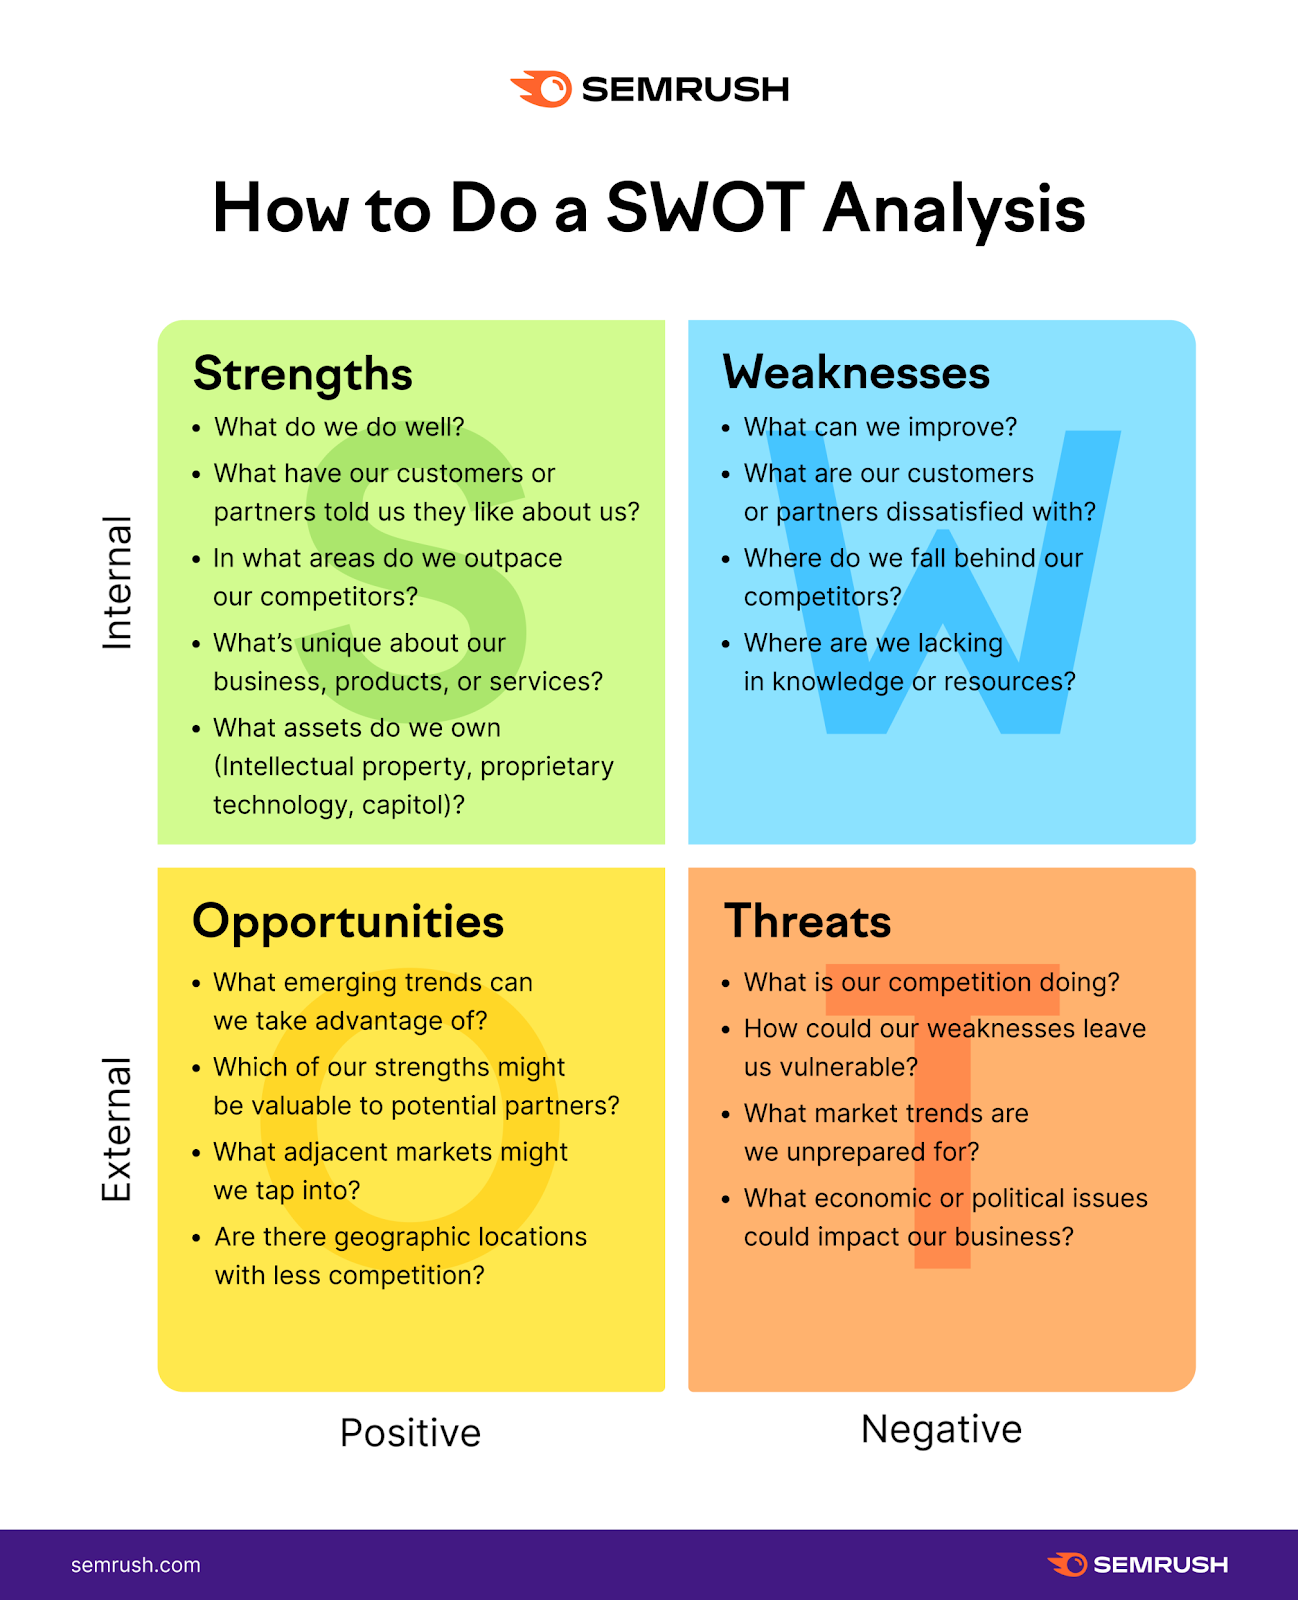 SEMRUSH
How to Do a SWOT Analysis
Internal
Strengths
• What do we do well?
• What have our customers or
partners told us they like about us?
• In what areas do we outpace
our competitors?
• What’s unique about our
business, products, or services?
• What assets do we own
(Intellectual property, proprietary
technology, capitol)?
S
Weaknesses
• What can we improve?
• What are our customers
or partners dissatisfied with?
• Where do we fall behind our
competitors?
• Where are we lacking
in knowledge or resources?
W
External
Opportunities
• What emerging trends can
we take advantage of?
• Which of our strengths might
be valuable to potential partners?
• What adjacent markets might
we tap into?
• Are there geographic locations
with less competition?
O
Threats
• What is our competition doing?
• How could our weaknesses leave
us vulnerable?
• What market trends are
we unprepared for?
• What economic or political issues
could impact our business?
T
Positive
Negative
semrush.com
SEMRUSH